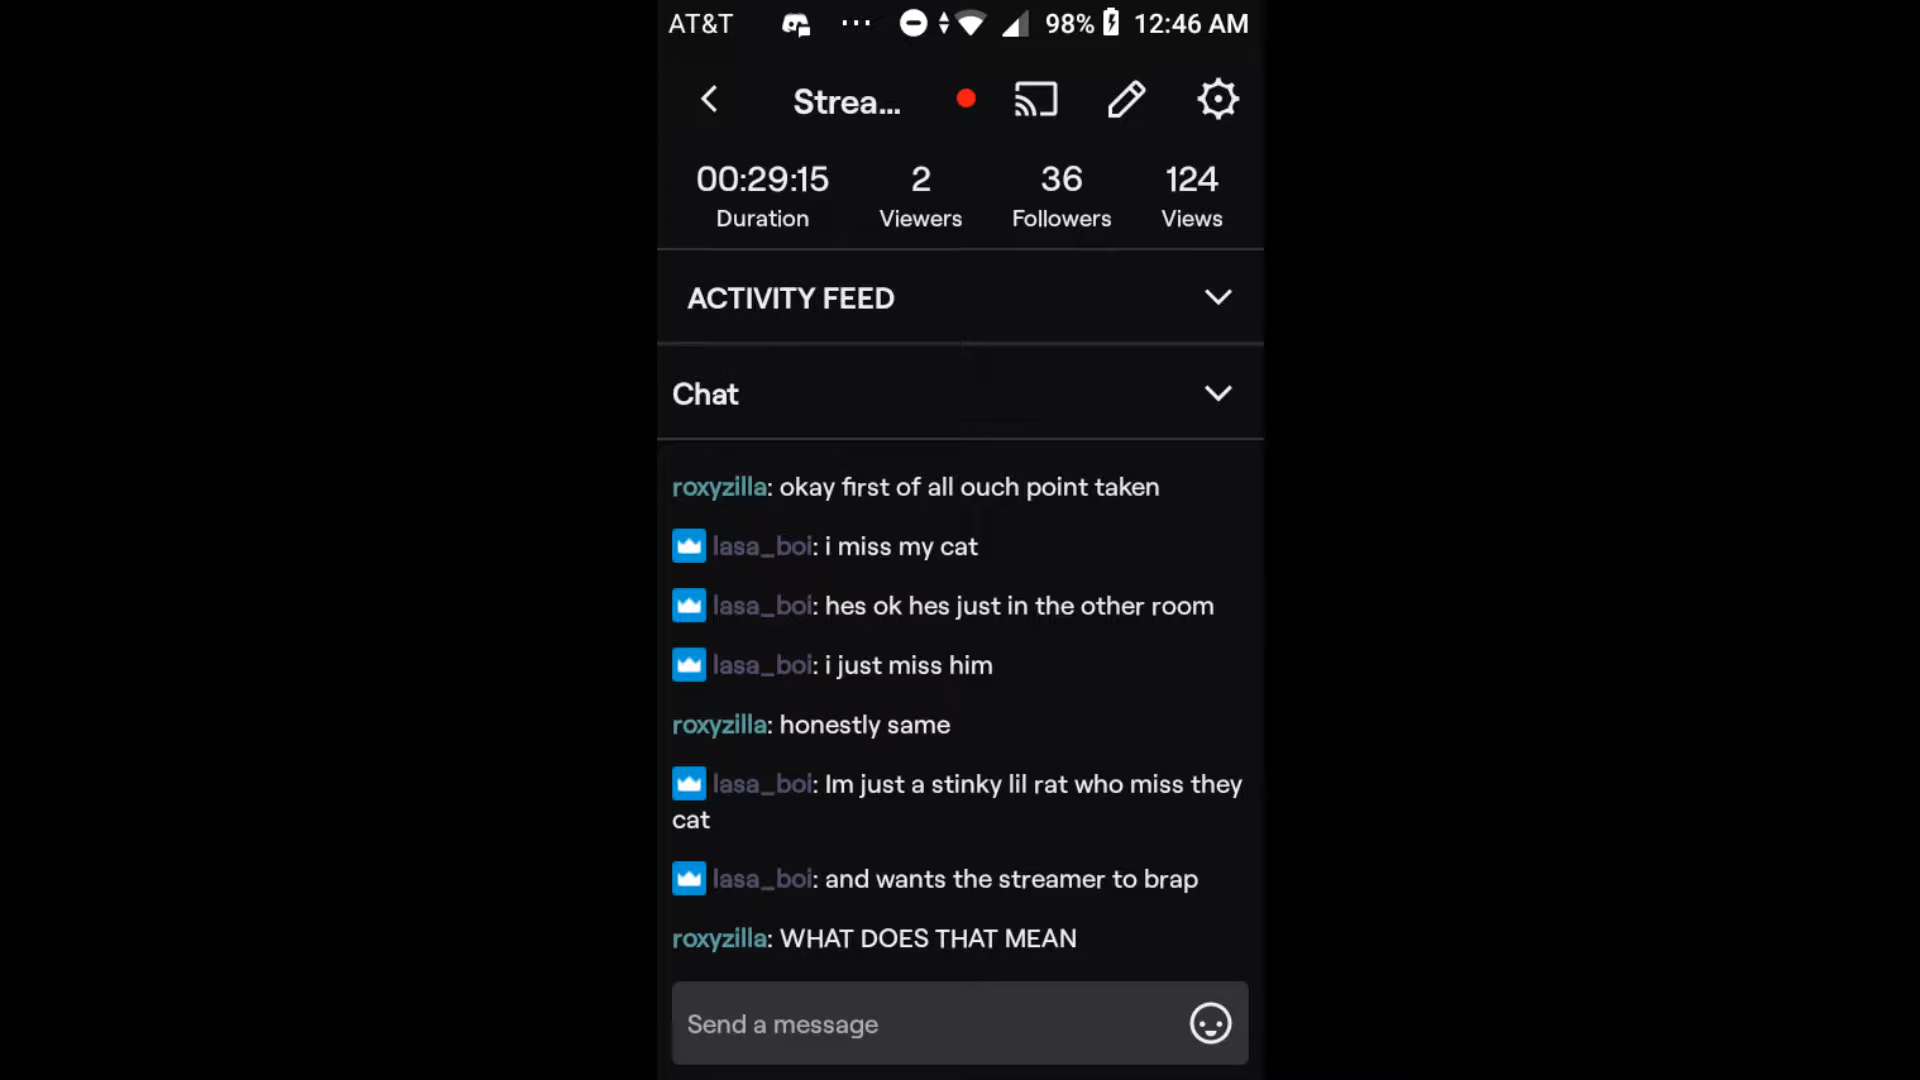 AT&T ... 98% 12:46 AM
Strea...
00:29:15 2 36 124
Duration Viewers Followers Views
ACTIVITY FEED
Chat
roxyzilla: okay first of all ouch point taken
lasa_boi: i miss my cat
lasa_boi: hes ok hes just in the other room
lasa_boi: i just miss him
roxyzilla: honestly same
lasa_boi: Im just a stinky lil rat who miss they
cat
lasa_boi: and wants the streamer to brap
roxyzilla: WHAT DOES THAT MEAN
Send a message